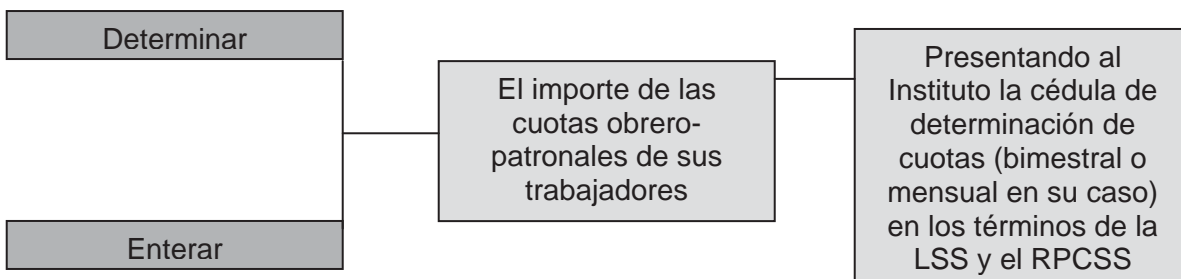 Determinar
Enterar
El importe de las
cuotas obrero-
patronales de sus
trabajadores
Presentando al
Instituto la cédula de
determinación de
cuotas (bimestral o
mensual en su caso)
en los términos de la
LSS y el RPCSS